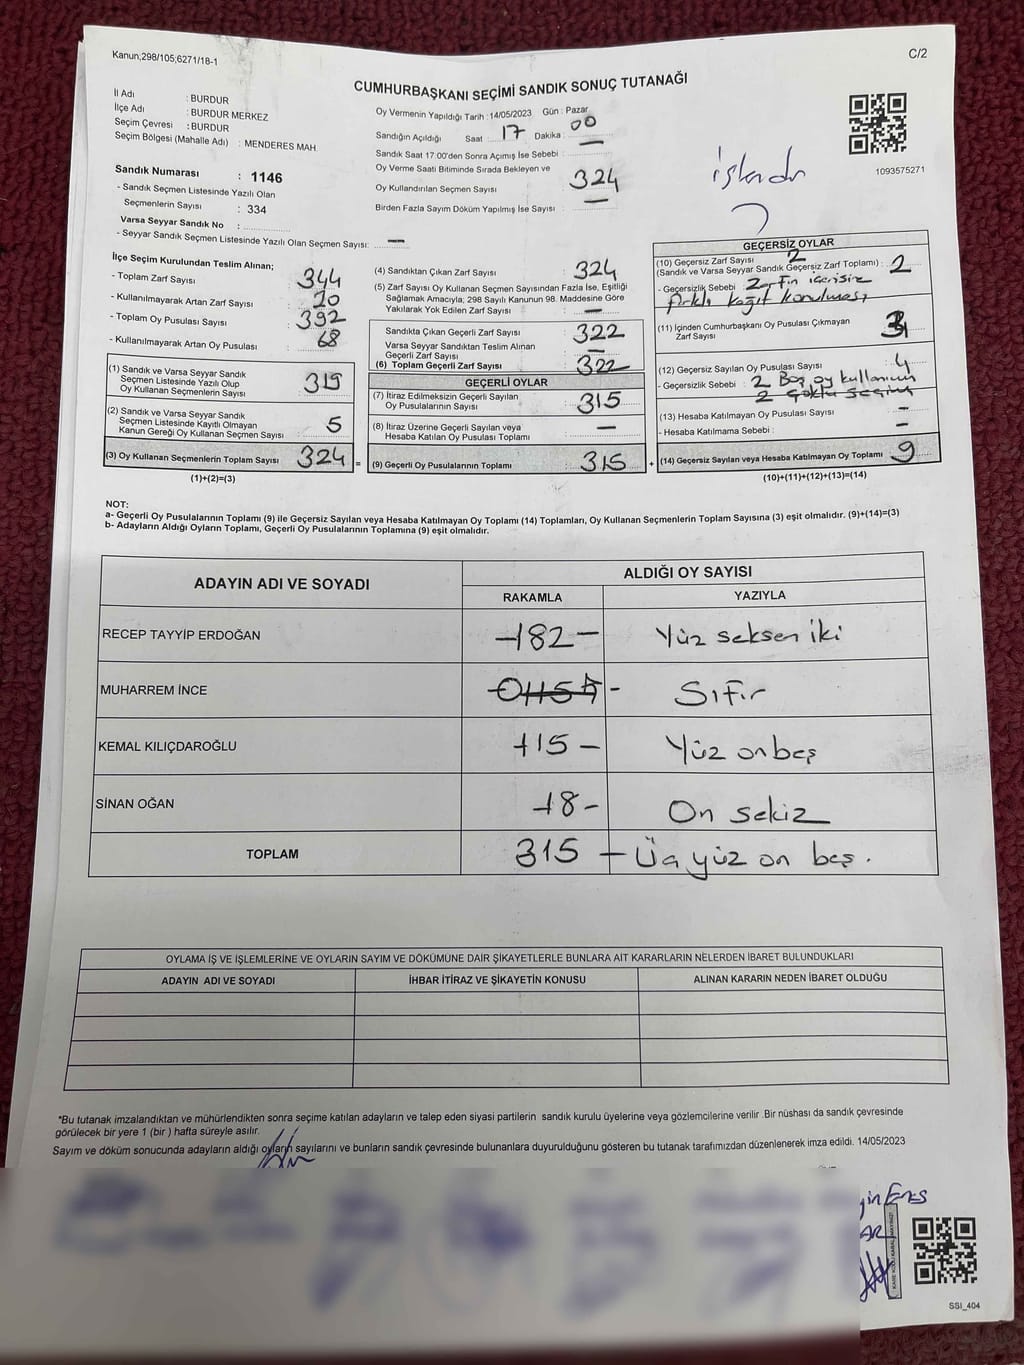 Kanun;298/105;6271/18-1
C/2
CUMHURBAŞKANI SEÇİMİ SANDIK SONUÇ TUTANAĞI
İl Adı : BURDUR
İlçe Adı : BURDUR MERKEZ
Seçim Çevresi : BURDUR
Seçim Bölgesi (Mahalle Adı) : MENDERES MAH.
Sandık Numarası : 1146
- Sandık Seçmen Listesinde Yazılı Olan
Seçmenlerin Sayısı : 334
Varsa Seyyar Sandık No :
- Seyyar Sandık Seçmen Listesinde Yazılı Olan Seçmen Sayısı: —
Oy Vermenin Yapıldığı Tarih :14/05/2023 Gün : Pazar
Sandığın Açıldığı Saat : 17 Dakika : 00
Sandık Saat 17.00'den Sonra Açımış İse Sebebi : —
Oy Verme Saati Bitiminde Sırada Bekleyen ve
Oy Kullandırılan Seçmen Sayısı : 324
Birden Fazla Sayım Döküm Yapılmış İse Sayısı : —
1093575271
İlçe Seçim Kurulundan Teslim Alınan;
- Toplam Zarf Sayısı : 344
- Kullanılmayarak Artan Zarf Sayısı : 20
- Toplam Oy Pusulası Sayısı : 392
- Kullanılmayarak Artan Oy Pusulası : 68
(1) Sandık ve Varsa Seyyar Sandık
Seçmen Listesinde Yazılı Olup
Oy Kullanan Seçmenlerin Sayısı : 319
(2) Sandık ve Varsa Seyyar Sandık
Seçmen Listesinde Kayıtlı Olmayan
Kanun Gereği Oy Kullanan Seçmen Sayısı : 5
(3) Oy Kullanan Seçmenlerin Toplam Sayısı : 324
(1)+(2)=(3)
(4) Sandıktan Çıkan Zarf Sayısı : 324
(5) Zarf Sayısı Oy Kullanan Seçmen Sayısından Fazla İse, Eşitliği
Sağlamak Amacıyla; 298 Sayılı Kanunun 98. Maddesine Göre
Yakılarak Yok Edilen Zarf Sayısı : —
Sandıkta Çıkan Geçerli Zarf Sayısı : 322
Varsa Seyyar Sandıktan Teslim Alınan
Geçerli Zarf Sayısı : —
(6) Toplam Geçerli Zarf Sayısı : 322
GEÇERLİ OYLAR
(7) İtiraz Edilmeksizin Geçerli Sayılan
Oy Pusulalarının Sayısı : 315
(8) İtiraz Üzerine Geçerli Sayılan veya
Hesaba Katılan Oy Pusulası Toplamı : —
= (9) Geçerli Oy Pusulalarının Toplamı : 315
GEÇERSİZ OYLAR
(10) Geçersiz Zarf Sayısı 2
(Sandık ve Varsa Seyyar Sandık Geçersiz Zarf Toplamı) : 2
- Geçersizlik Sebebi : Zarfın içerisine
farklı kağıt konulması
(11) İçinden Cumhurbaşkanı Oy Pusulası Çıkmayan
Zarf Sayısı : 3
(12) Geçersiz Sayılan Oy Pusulası Sayısı : 4
- Geçersizlik Sebebi : 2 Boş oy kullanımı
2 Çoklu seçim
(13) Hesaba Katılmayan Oy Pusulası Sayısı : —
- Hesaba Katılmama Sebebi : —
+ (14) Geçersiz Sayılan veya Hesaba Katılmayan Oy Toplamı : 9
(10)+(11)+(12)+(13)=(14)
NOT:
a- Geçerli Oy Pusulalarının Toplamı (9) ile Geçersiz Sayılan veya Hesaba Katılmayan Oy Toplamı (14) Toplamları, Oy Kullanan Seçmenlerin Toplam Sayısına (3) eşit olmalıdır. (9)+(14)=(3)
b- Adayların Aldığı Oyların Toplamı, Geçerli Oy Pusulalarının Toplamına (9) eşit olmalıdır.
ADAYIN ADI VE SOYADI ALDIĞI OY SAYISI
RAKAMLA YAZIYLA
RECEP TAYYİP ERDOĞAN -182- Yüz seksen iki
MUHARREM İNCE - Sıfır
KEMAL KILIÇDAROĞLU 115 - Yüz on beş
SİNAN OĞAN 18 - On sekiz
TOPLAM 315 - Üç yüz on beş.
OYLAMA İŞ VE İŞLEMLERİNE VE OYLARIN SAYIM VE DÖKÜMÜNE DAİR ŞİKAYETLERLE BUNLARA AİT KARARLARIN NELERDEN İBARET BULUNDUKLARI
ADAYIN ADI VE SOYADI İHBAR İTİRAZ VE ŞİKAYETİN KONUSU ALINAN KARARIN NEDEN İBARET OLDUĞU
*Bu tutanak imzalandıktan ve mühürlendikten sonra seçime katılan adayların ve talep eden siyasi partilerin sandık kurulu üyelerine veya gözlemcilerine verilir .Bir nüshası da sandık çevresinde
görülecek bir yere 1 (bir ) hafta süreyle asılır.
Sayım ve döküm sonucunda adayların aldığı oyların sayılarını ve bunların sandık çevresinde bulunanlara duyurulduğunu gösteren bu tutanak tarafımızdan düzenlenerek imza edildi. 14/05/2023
SSI_404